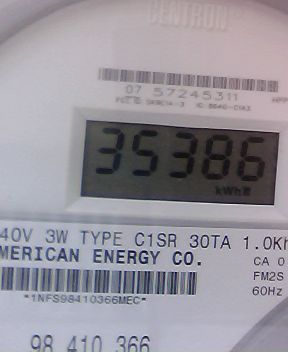 CENTRON
07 57245311
35386
kWh
40V 3W TYPE C1SR 30TA 1.0Kh
MERICAN ENERGY CO.
CA 0
FM2S
60Hz
*1NFS98410366MEC*
98 410 366